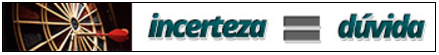 incerteza = dúvida